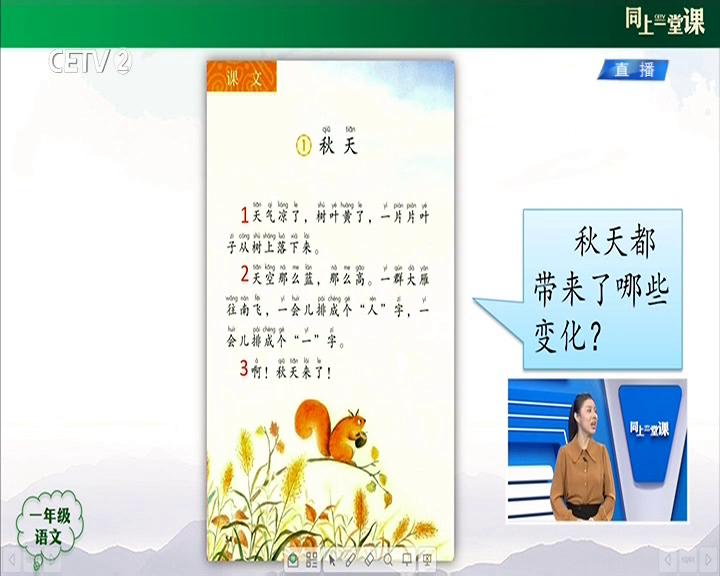 同上一堂课
CETV 2
直播
课文
qiū tiān
① 秋天
tiān qì liáng le shù yè huáng le yí piàn piàn yè
1 天气凉了，树叶黄了，一片片叶
zi cóng shù shàng luò xià lái
子从树上落下来。
tiān kōng nà me lán nà me gāo yì qún dà yàn
2 天空那么蓝，那么高。一群大雁
wǎng nán fēi yí huìr pái chéng gè rén zì yí
往南飞，一会儿排成个“人”字，一
huìr pái chéng gè yī zì
会儿排成个“一”字。
à qiū tiān lái le
3 啊！秋天来了！
秋天都
带来了哪些
变化？
同上一堂课
一年级
语文